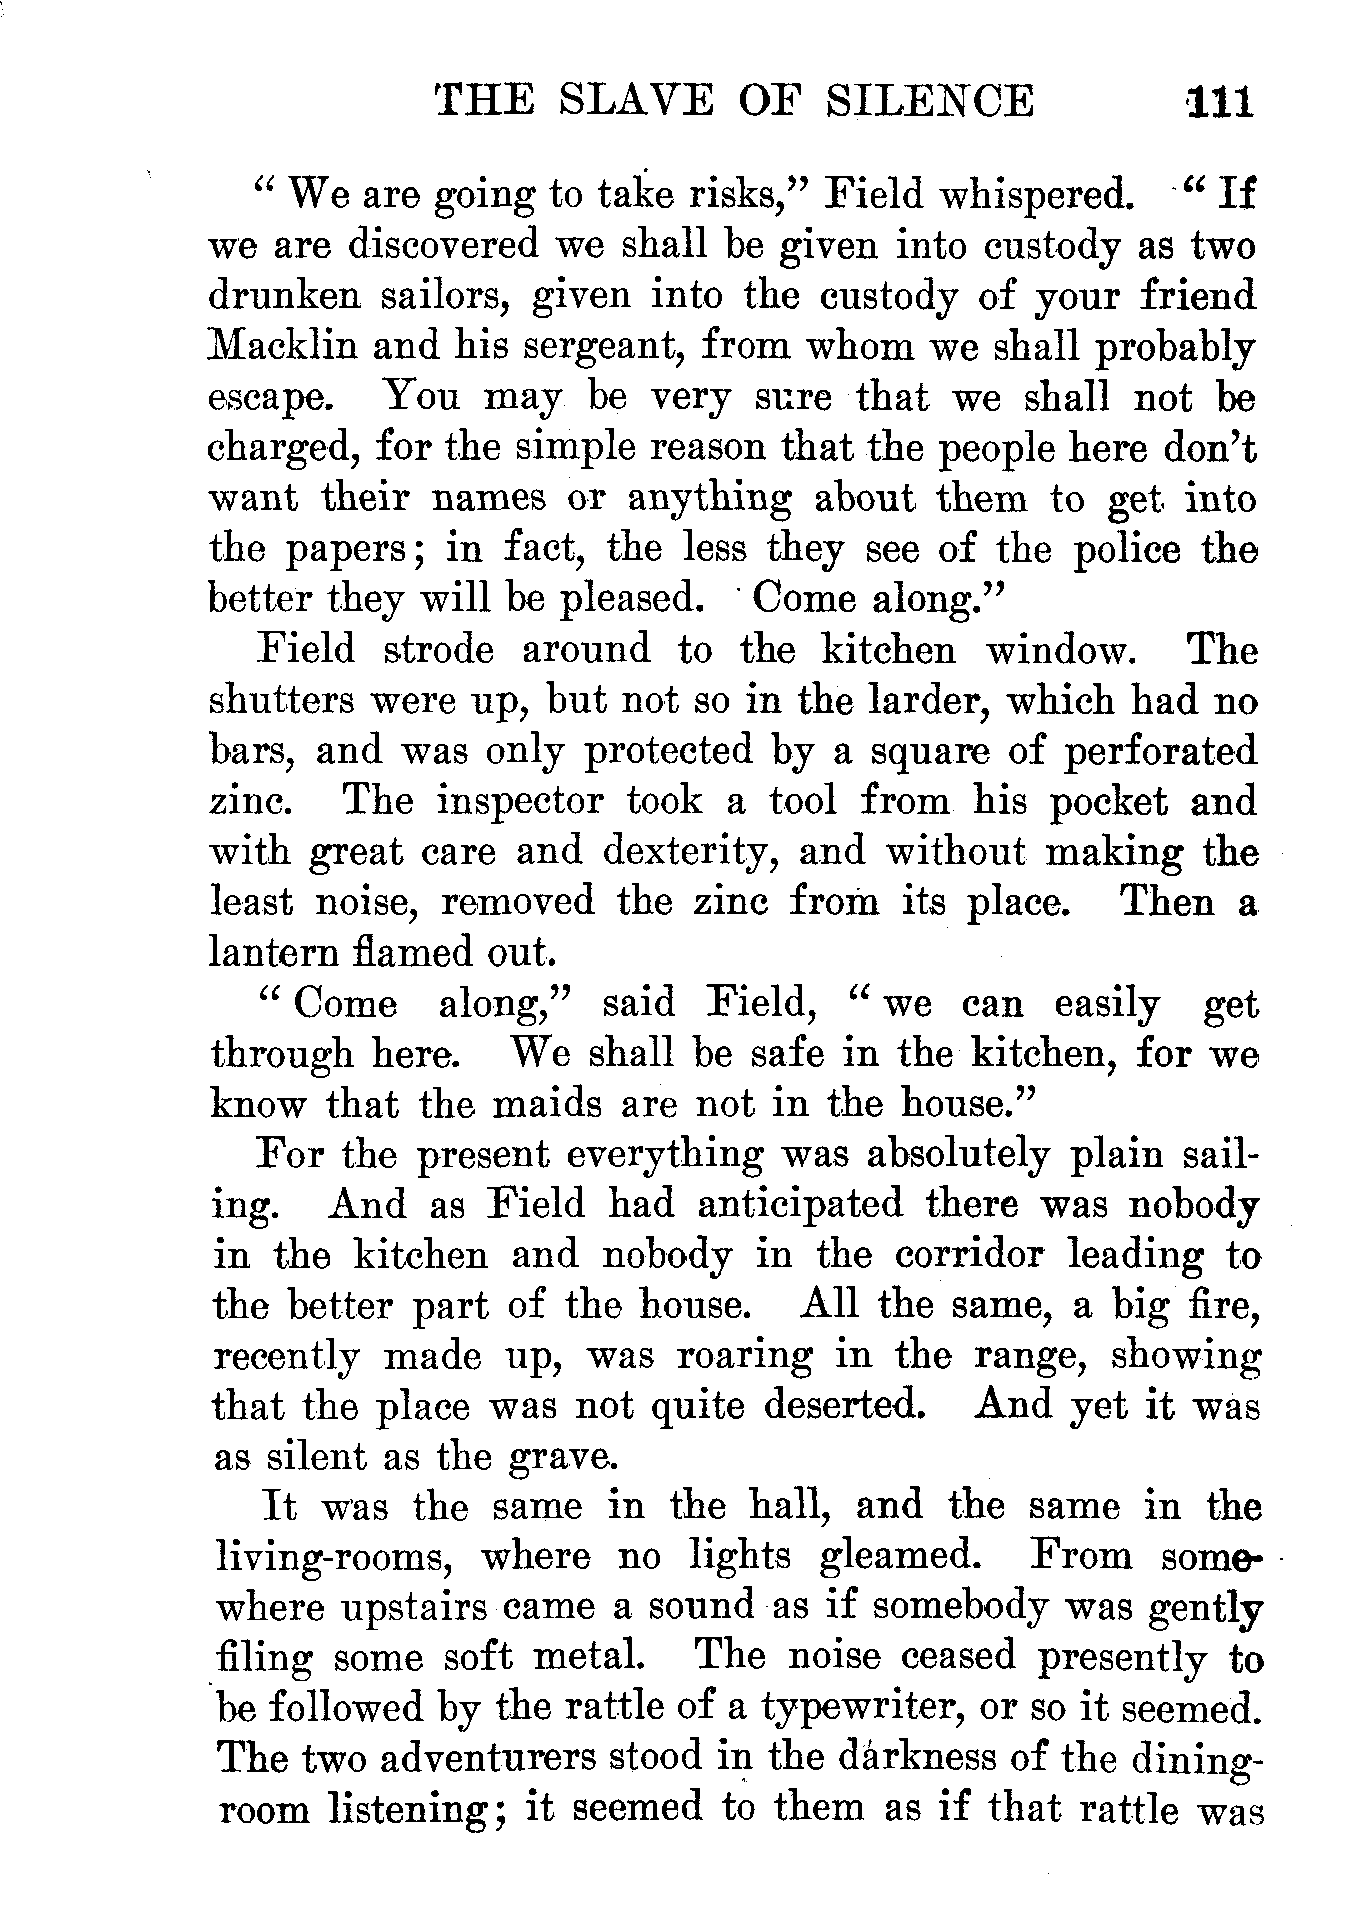 THE SLAVE OF SILENCE 111
“ We are going to take risks,” Field whispered. “ If
we are discovered we shall be given into custody as two
drunken sailors, given into the custody of your friend
Macklin and his sergeant, from whom we shall probably
escape. You may be very sure that we shall not be
charged, for the simple reason that the people here don’t
want their names or anything about them to get into
the papers; in fact, the less they see of the police the
better they will be pleased. Come along.”
Field strode around to the kitchen window. The
shutters were up, but not so in the larder, which had no
bars, and was only protected by a square of perforated
zinc. The inspector took a tool from his pocket and
with great care and dexterity, and without making the
least noise, removed the zinc from its place. Then a
lantern flamed out.
“ Come along,” said Field, “ we can easily get
through here. We shall be safe in the kitchen, for we
know that the maids are not in the house.”
For the present everything was absolutely plain sail-
ing. And as Field had anticipated there was nobody
in the kitchen and nobody in the corridor leading to
the better part of the house. All the same, a big fire,
recently made up, was roaring in the range, showing
that the place was not quite deserted. And yet it was
as silent as the grave.
It was the same in the hall, and the same in the
living-rooms, where no lights gleamed. From some-
where upstairs came a sound as if somebody was gently
filing some soft metal. The noise ceased presently to
be followed by the rattle of a typewriter, or so it seemed.
The two adventurers stood in the darkness of the dining-
room listening; it seemed to them as if that rattle was